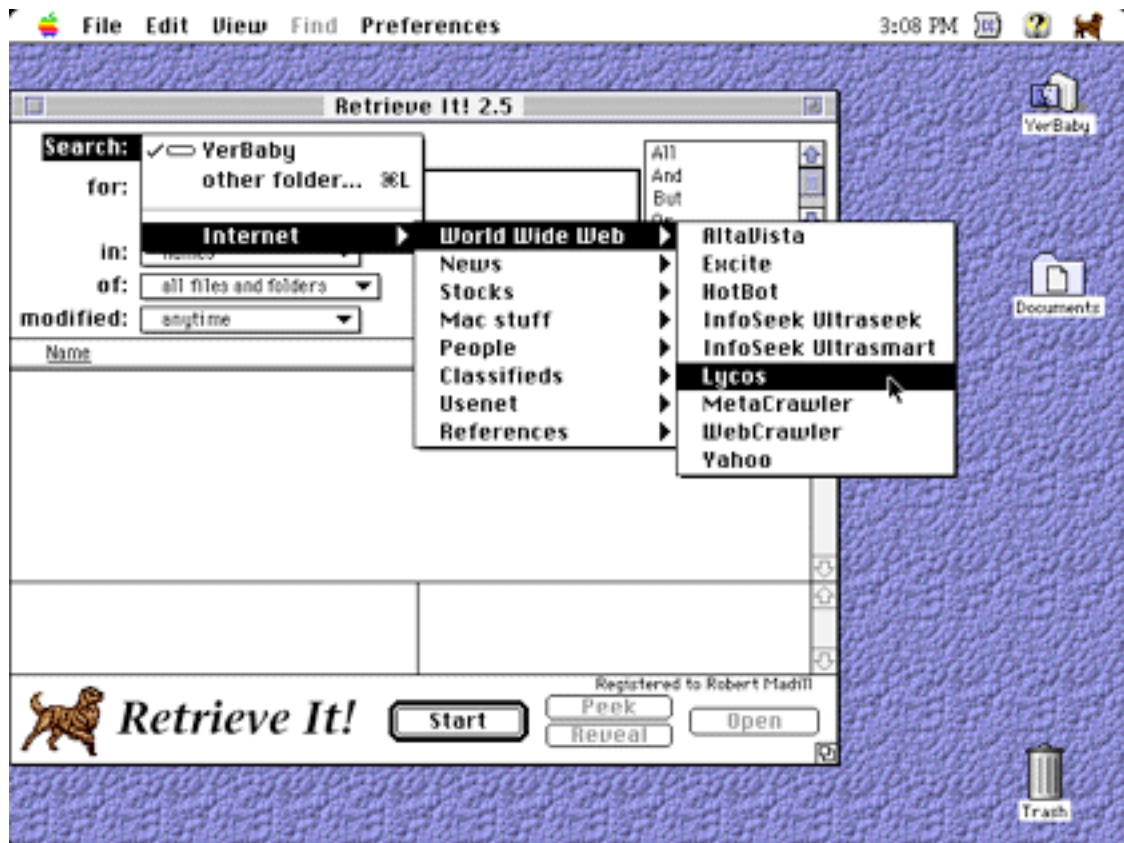 File Edit View Find Preferences 3:08 PM
Retrieve It! 2.5
YerBaby
Search: YerBaby
other folder... ⌘L
for:
All
And
But
Or
Internet
World Wide Web
AltaVista
in: names
News
Excite
of: all files and folders
Stocks
HotBot
modified: anytime
Mac stuff
InfoSeek Ultraseek
Name
People
InfoSeek Ultrasmart
Classifieds
Lycos
Usenet
MetaCrawler
References
WebCrawler
Yahoo
Documents
Registered to Robert Madill
Retrieve It!
Start
Peek
Reveal
Open
Trash